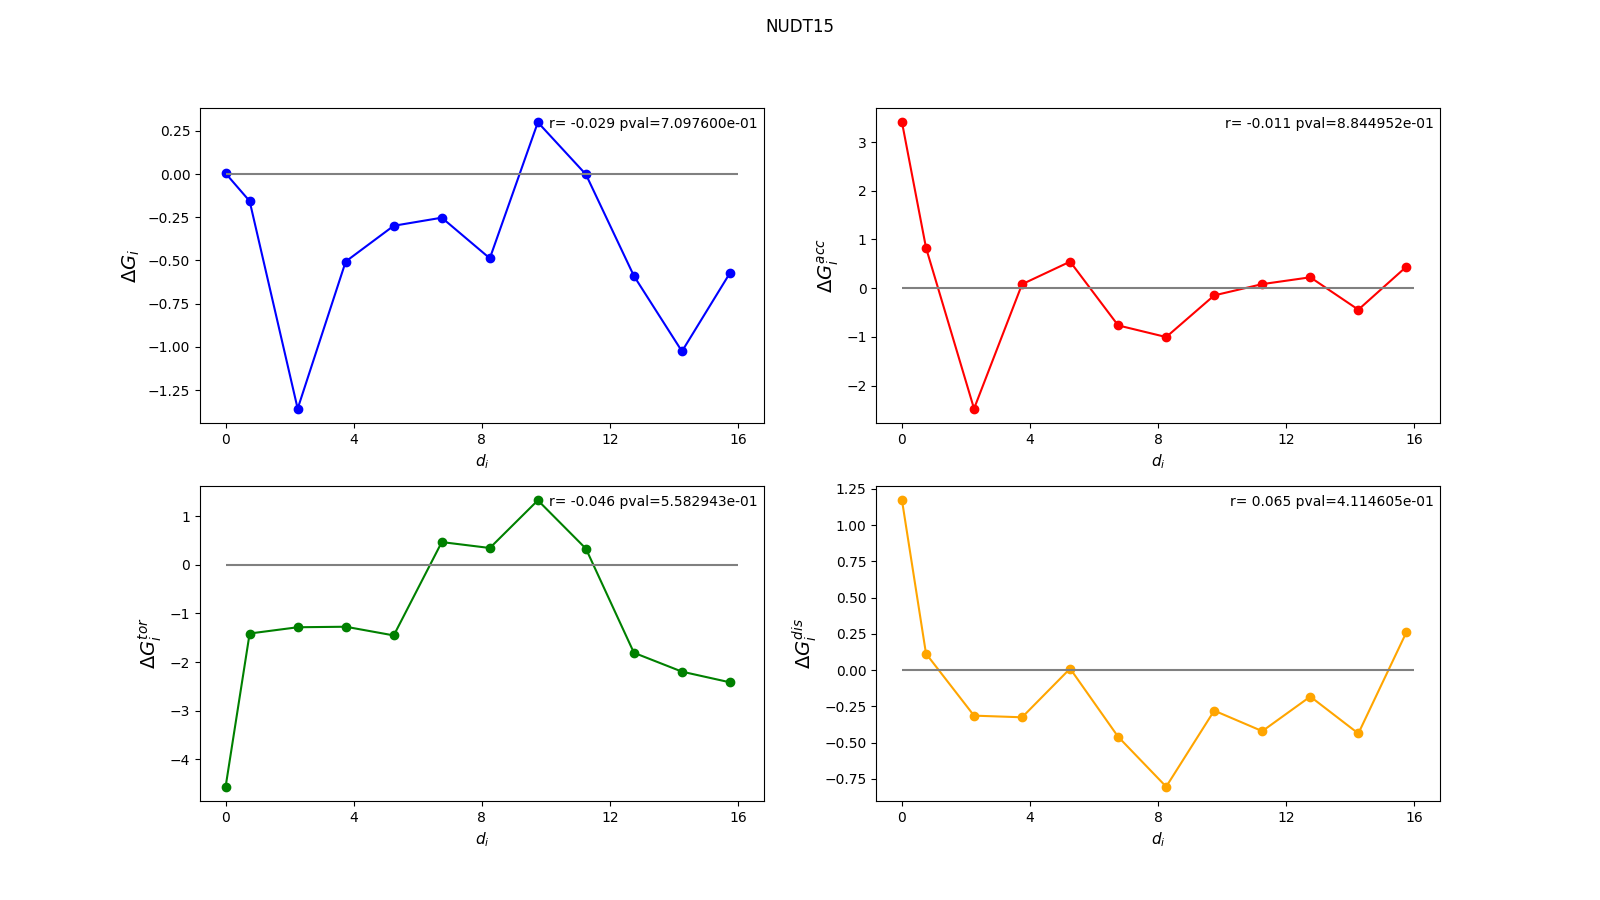 NUDT15
r= -0.029 pval=7.097600e-01
0.25
0.00
−0.25
−0.50
−0.75
−1.00
−1.25
ΔG_i
0 4 8 12 16
d_i
r= -0.011 pval=8.844952e-01
3
2
1
0
−1
−2
ΔG_i^{acc}
0 4 8 12 16
d_i
r= -0.046 pval=5.582943e-01
1
0
−1
−2
−3
−4
ΔG_i^{tor}
0 4 8 12 16
d_i
r= 0.065 pval=4.114605e-01
1.25
1.00
0.75
0.50
0.25
0.00
−0.25
−0.50
−0.75
ΔG_i^{dis}
0 4 8 12 16
d_i